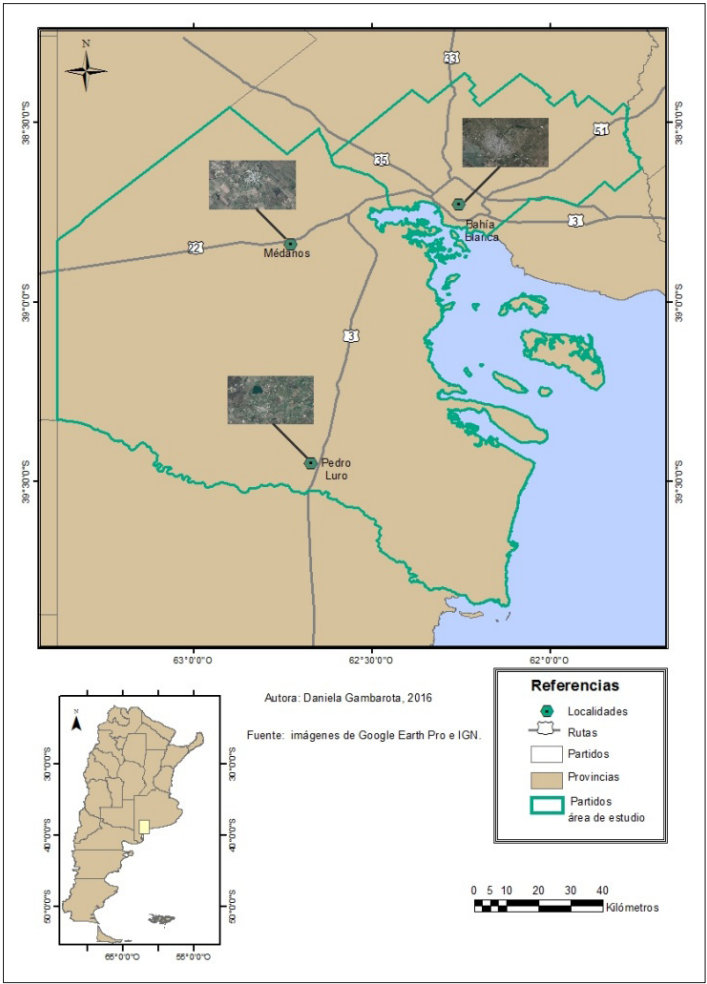 N
33
51
35
38°30'0"S
38°30'0"S
3
Bahía
Blanca
22
Médanos
39°0'0"S
39°0'0"S
3
Pedro
Luro
39°30'0"S
39°30'0"S
63°0'0"O
62°30'0"O
62°0'0"O
Autora: Daniela Gambarota, 2016
Fuente: imágenes de Google Earth Pro e IGN.
Referencias
Localidades
Rutas
Partidos
Provincias
Partidos
área de estudio
N
30°0'0"S
30°0'0"S
40°0'0"S
40°0'0"S
50°0'0"S
50°0'0"S
65°0'0"O
55°0'0"O
0 5 10 20 30 40
Kilómetros